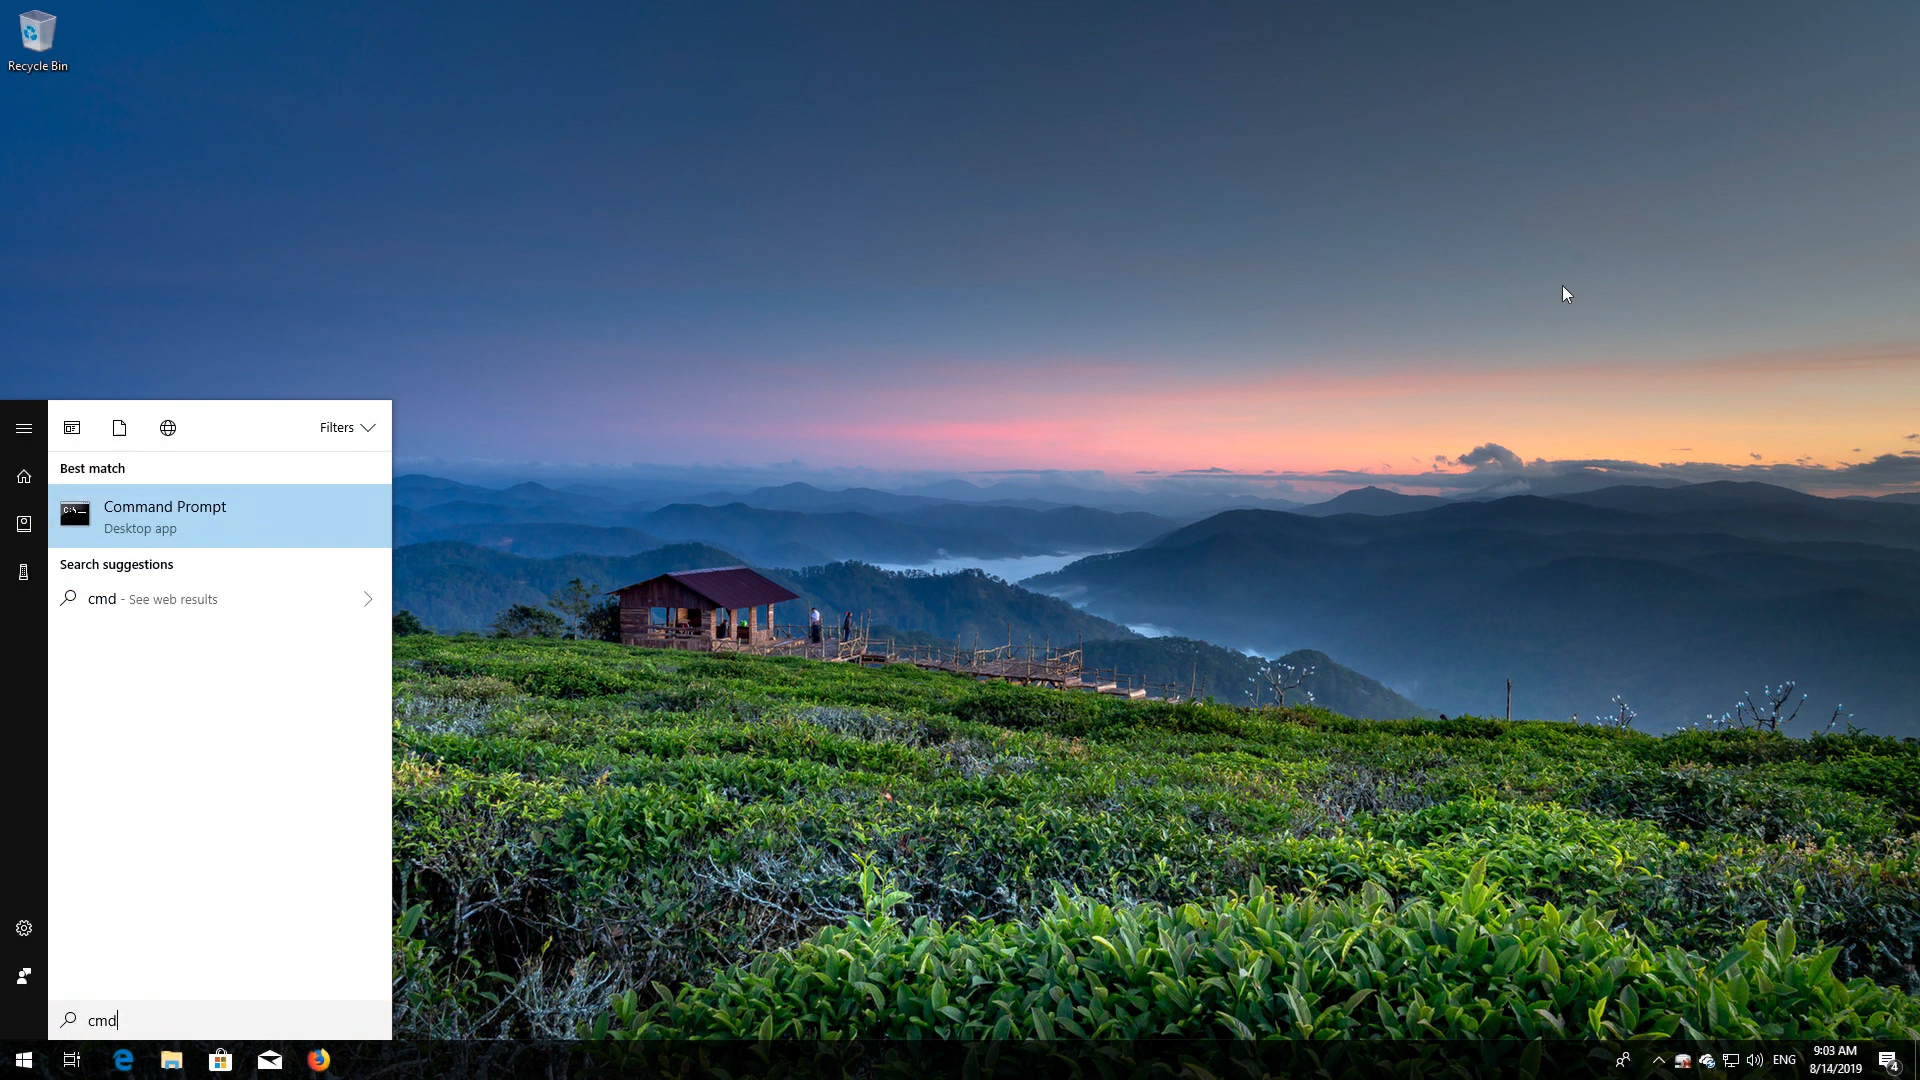 Recycle Bin
Filters
Best match
Command Prompt
Desktop app
Search suggestions
cmd - See web results
cmd
ENG
9:03 AM
8/14/2019
4